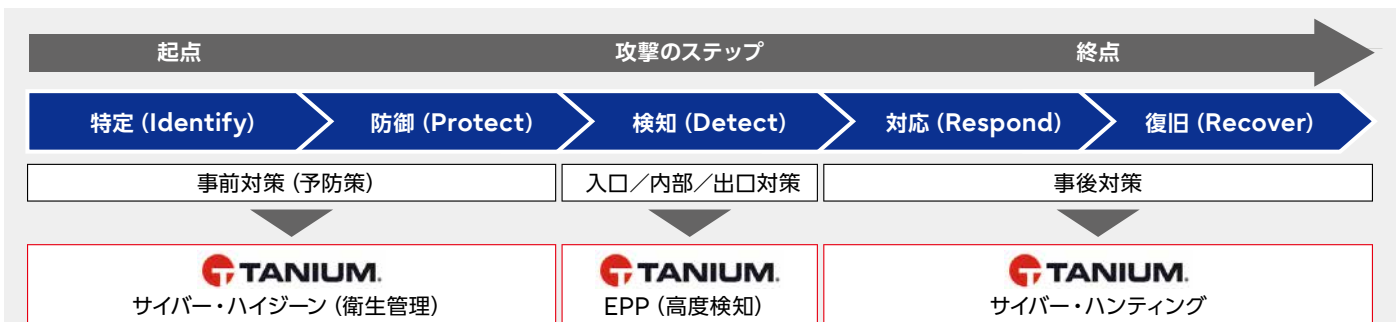 起点 攻撃のステップ 終点
特定 (Identify) 防御 (Protect) 検知 (Detect) 対応 (Respond) 復旧 (Recover)
事前対策 (予防策) 入口／内部／出口対策 事後対策
TANIUM. TANIUM. TANIUM.
サイバー・ハイジーン (衛生管理) EPP (高度検知) サイバー・ハンティング